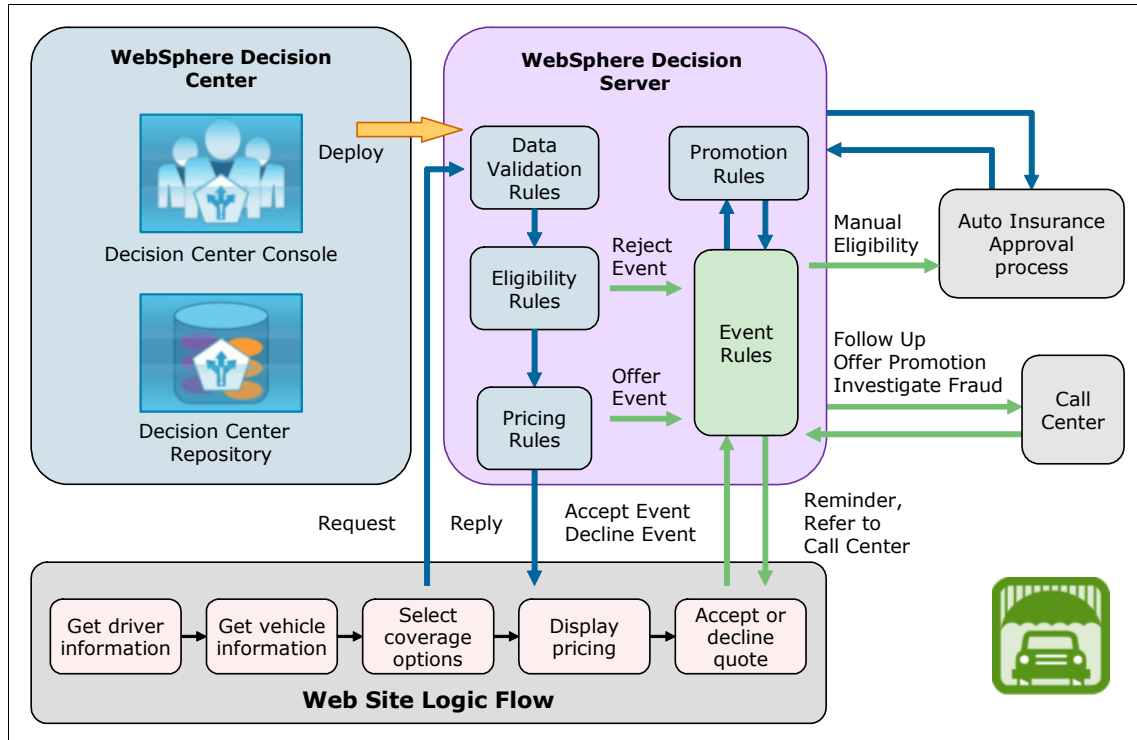 WebSphere Decision
Center
Deploy
Decision Center Console
Decision Center
Repository
WebSphere Decision
Server
Data
Validation
Rules
Promotion
Rules
Eligibility
Rules
Reject
Event
Event
Rules
Pricing
Rules
Offer
Event
Manual
Eligibility
Auto Insurance
Approval
process
Follow Up
Offer Promotion
Investigate Fraud
Call
Center
Request
Reply
Accept Event
Decline Event
Reminder,
Refer to
Call Center
Get driver
information
Get vehicle
information
Select
coverage
options
Display
pricing
Accept or
decline
quote
Web Site Logic Flow